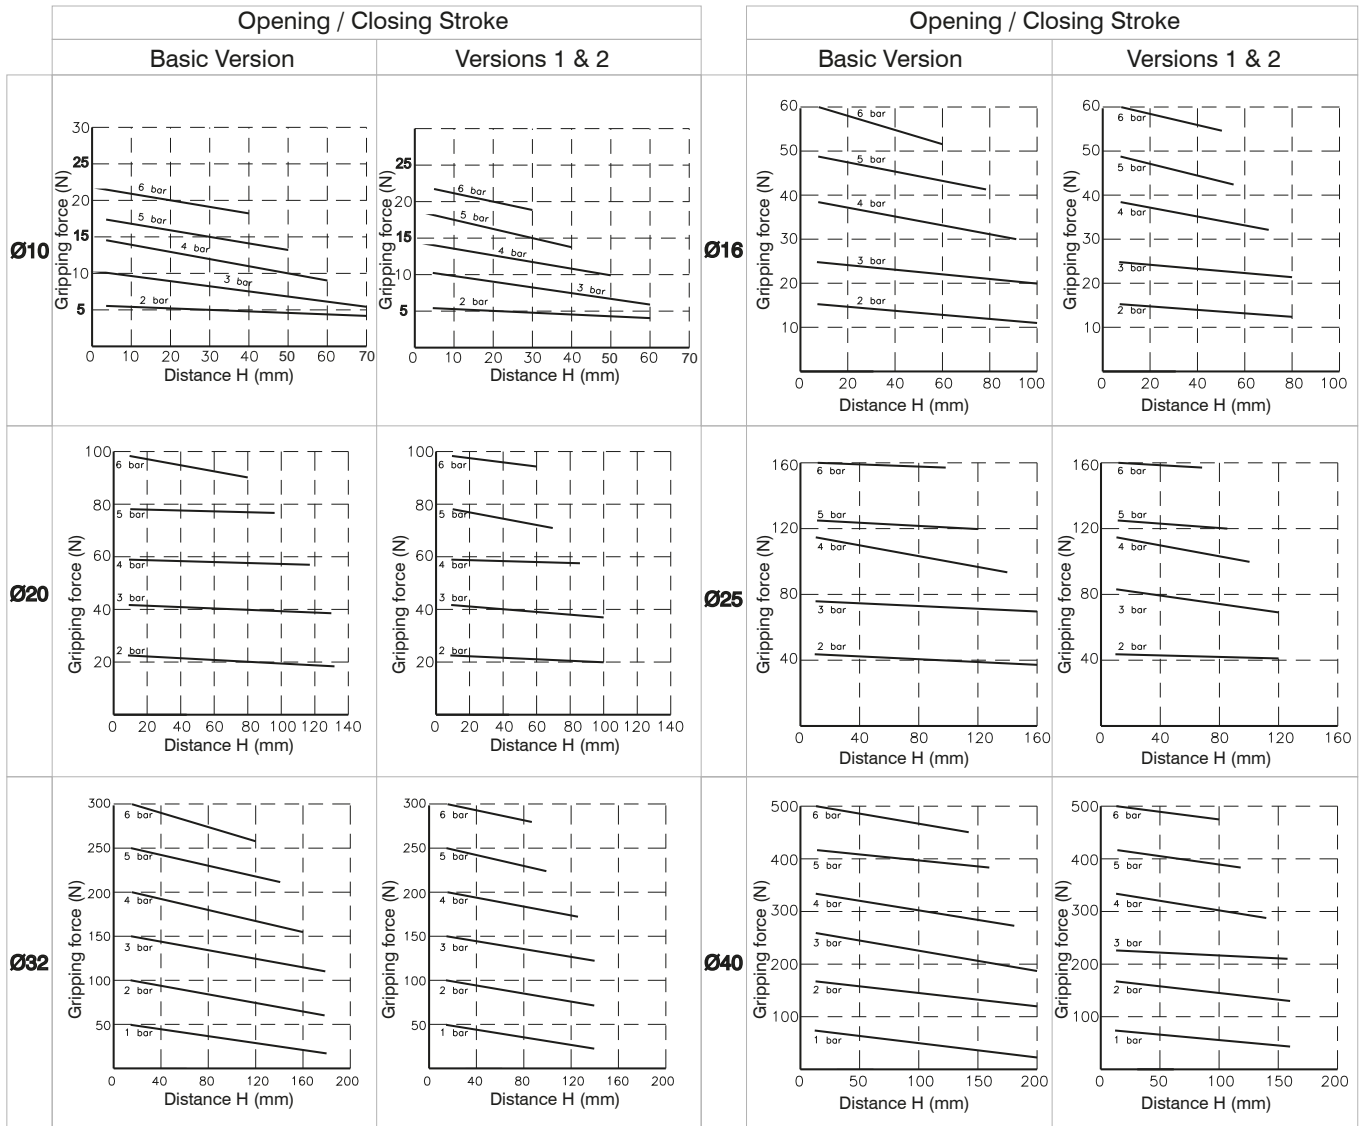 Opening / Closing Stroke
Opening / Closing Stroke
Basic Version
Versions 1 & 2
Basic Version
Versions 1 & 2
Ø10
Gripping force (N)
30
25
20
15
10
5
6 bar
5 bar
4 bar
3 bar
2 bar
0 10 20 30 40 50 60 70
Distance H (mm)
Gripping force (N)
25
20
15
10
5
6 bar
5 bar
4 bar
3 bar
2 bar
0 10 20 30 40 50 60 70
Distance H (mm)
Ø16
Gripping force (N)
60
50
40
30
20
10
6 bar
5 bar
4 bar
3 bar
2 bar
0 20 40 60 80 100
Distance H (mm)
Gripping force (N)
60
50
40
30
20
10
6 bar
5 bar
4 bar
3 bar
2 bar
0 20 40 60 80 100
Distance H (mm)
Ø20
Gripping force (N)
100
80
60
40
20
6 bar
5 bar
4 bar
3 bar
2 bar
0 20 40 60 80 100 120 140
Distance H (mm)
Gripping force (N)
100
80
60
40
20
6 bar
5 bar
4 bar
3 bar
2 bar
0 20 40 60 80 100 120 140
Distance H (mm)
Ø25
Gripping force (N)
160
120
80
40
6 bar
5 bar
4 bar
3 bar
2 bar
0 40 80 120 160
Distance H (mm)
Gripping force (N)
160
120
80
40
6 bar
5 bar
4 bar
3 bar
2 bar
0 40 80 120 160
Distance H (mm)
Ø32
Gripping force (N)
300
250
200
150
100
50
6 bar
5 bar
4 bar
3 bar
2 bar
1 bar
0 40 80 120 160 200
Distance H (mm)
Gripping force (N)
300
250
200
150
100
50
6 bar
5 bar
4 bar
3 bar
2 bar
1 bar
0 40 80 120 160 200
Distance H (mm)
Ø40
Gripping force (N)
500
400
300
200
100
6 bar
5 bar
4 bar
3 bar
2 bar
1 bar
0 50 100 150 200
Distance H (mm)
Gripping force (N)
500
400
300
200
100
6 bar
5 bar
4 bar
3 bar
2 bar
1 bar
0 50 100 150 200
Distance H (mm)